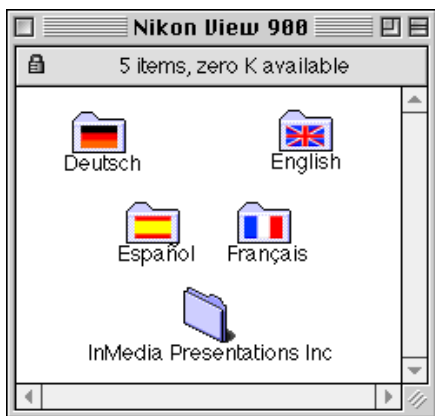 Nikon View 900
5 items, zero K available
Deutsch
English
Español
Français
InMedia Presentations Inc